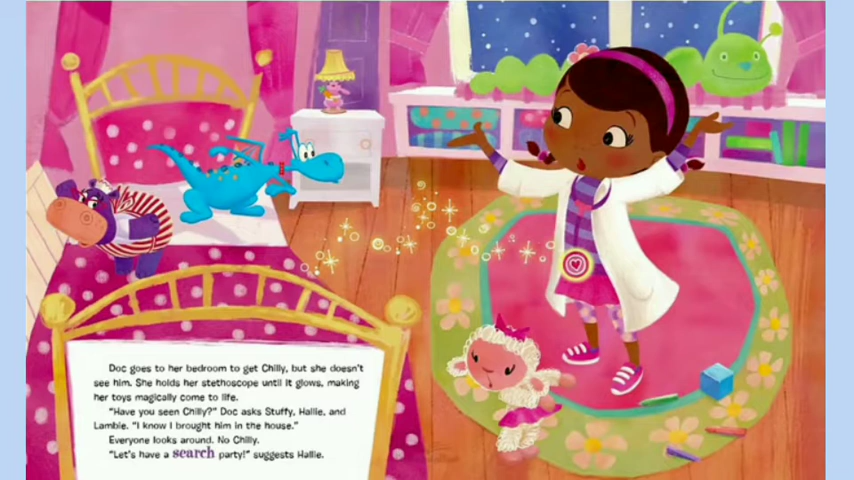 Doc goes to her bedroom to get Chilly, but she doesn't
see him. She holds her stethoscope until it glows, making
her toys magically come to life.
"Have you seen Chilly?" Doc asks Stuffy, Hallie, and
Lambie. "I know I brought him in the house."
Everyone looks around. No Chilly.
"Let's have a search party!" suggests Hallie.